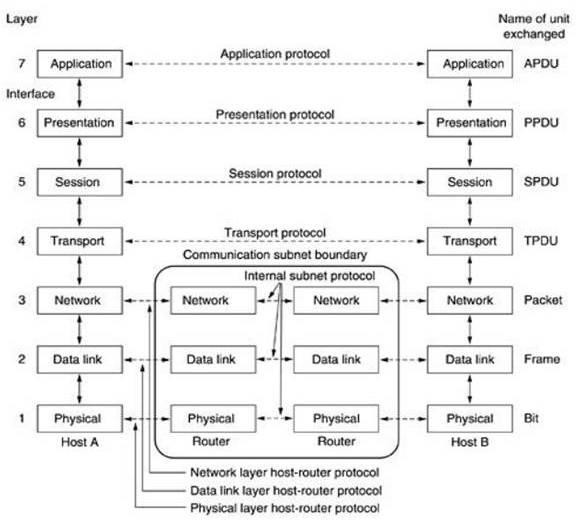 Layer
Name of unit
exchanged
7 Application Application protocol Application APDU
Interface
6 Presentation Presentation protocol Presentation PPDU
5 Session Session protocol Session SPDU
4 Transport Transport protocol Transport TPDU
Communication subnet boundary
Internal subnet protocol
3 Network Network Network Network Packet
2 Data link Data link Data link Data link Frame
1 Physical Physical Physical Physical Bit
Host A Router Router Host B
Network layer host-router protocol
Data link layer host-router protocol
Physical layer host-router protocol